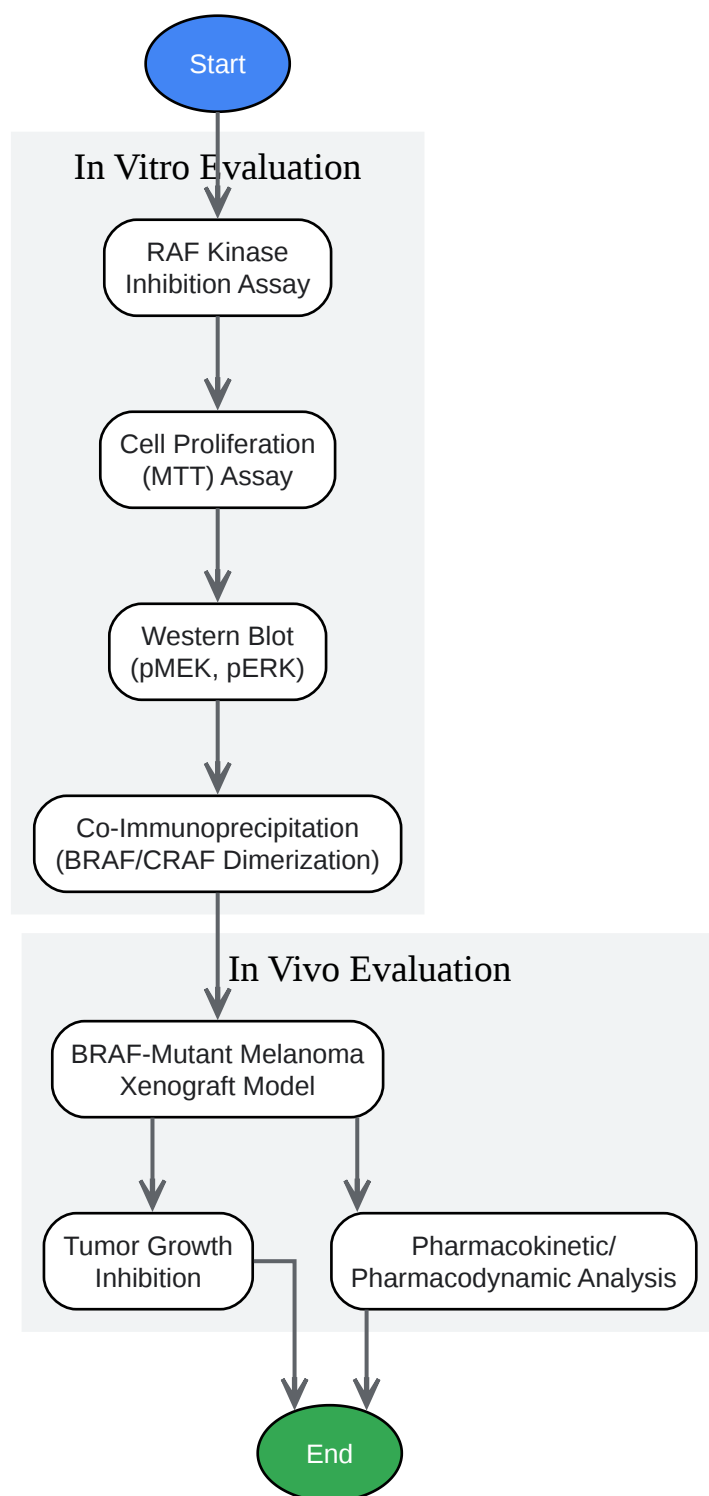 Start
In Vitro Evaluation
RAF Kinase
Inhibition Assay
Cell Proliferation
(MTT) Assay
Western Blot
(pMEK, pERK)
Co-Immunoprecipitation
(BRAF/CRAF Dimerization)
In Vivo Evaluation
BRAF-Mutant Melanoma
Xenograft Model
Tumor Growth
Inhibition
Pharmacokinetic/
Pharmacodynamic Analysis
End